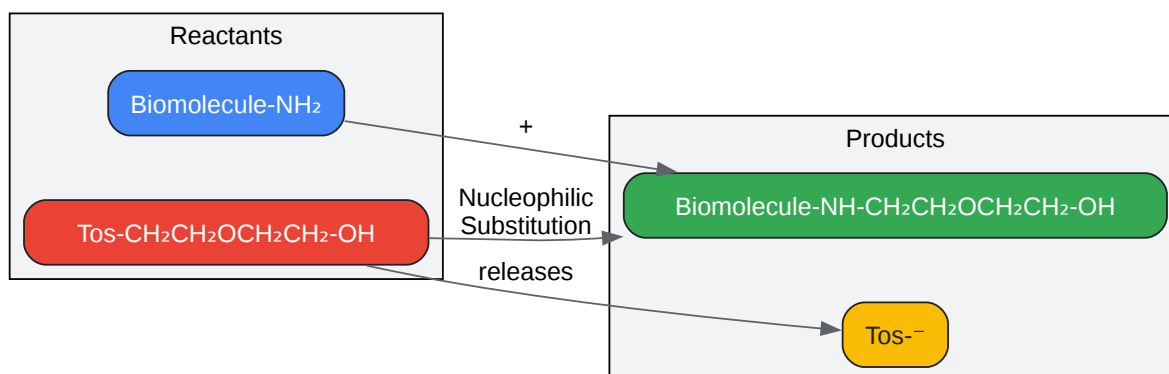 Reactants
Biomolecule-NH₂
+
Products
Nucleophilic
Substitution
Biomolecule-NH-CH₂CH₂OCH₂CH₂-OH
Tos-CH₂CH₂OCH₂CH₂-OH
releases
Tos-⁻